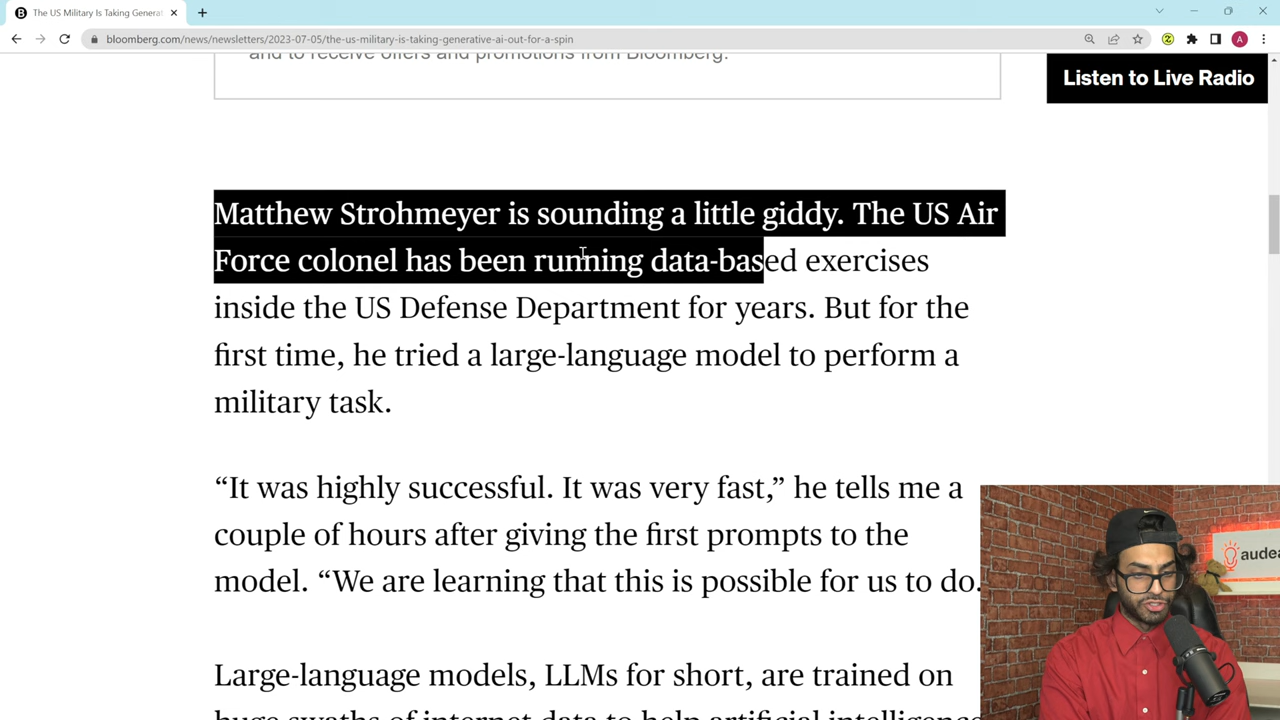 The US Military Is Taking Genera
bloomberg.com/news/newsletters/2023-07-05/the-us-military-is-taking-generative-ai-out-for-a-spin
and to receive offers and promotions from Bloomberg.
Listen to Live Radio
Matthew Strohmeyer is sounding a little giddy. The US Air
Force colonel has been running data-based exercises
inside the US Defense Department for years. But for the
first time, he tried a large-language model to perform a
military task.
“It was highly successful. It was very fast,” he tells me a
couple of hours after giving the first prompts to the
model. “We are learning that this is possible for us to do.
Large-language models, LLMs for short, are trained on
huge swaths of internet data to help artificial intelligence
audea